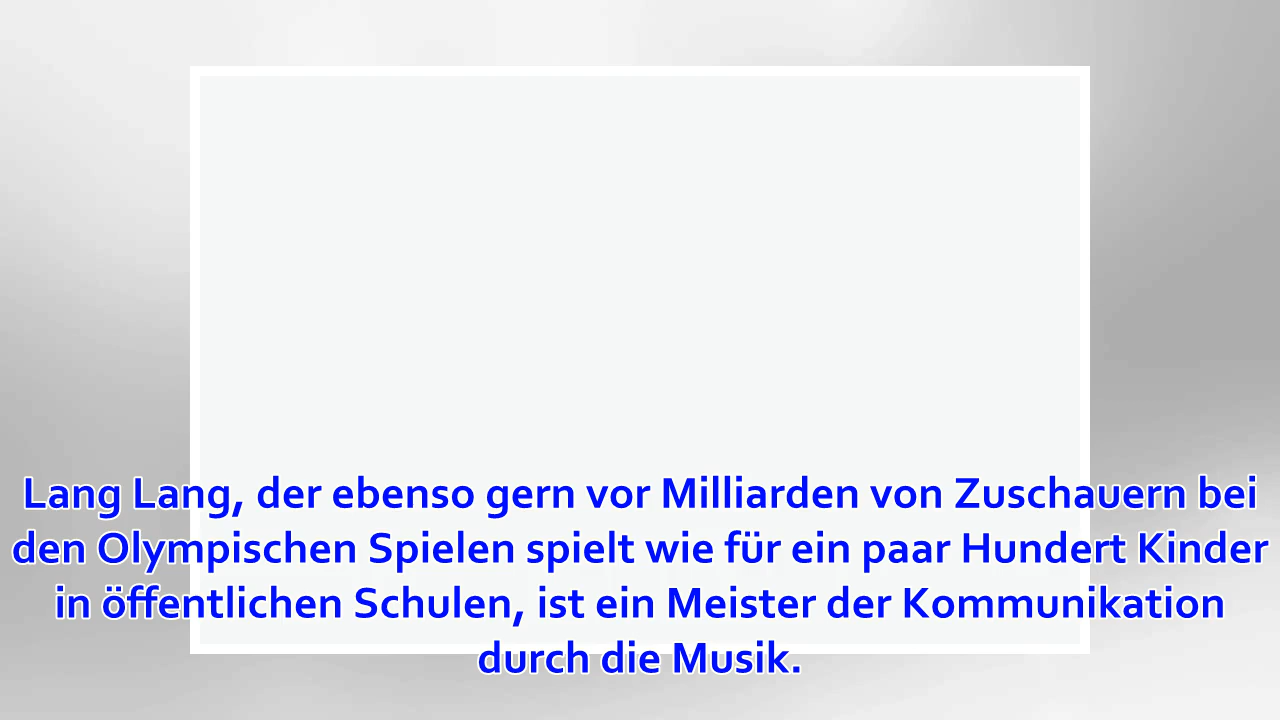 Lang Lang, der ebenso gern vor Milliarden von Zuschauern bei
den Olympischen Spielen spielt wie für ein paar Hundert Kinder
in öffentlichen Schulen, ist ein Meister der Kommunikation
durch die Musik.